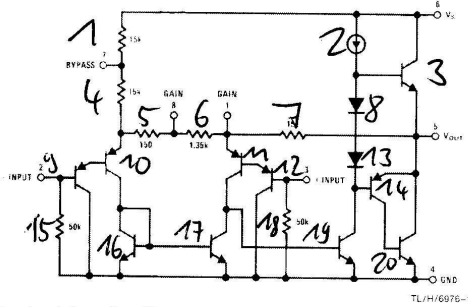 6 Vs
1 15k 2 3
7
BYPASS
4 15k
GAIN GAIN
8 1
5 6 7 8
150 1.35k 5 VOUT
9 10 11 12 13
2 3
- INPUT + INPUT 14
15 50k 16 17 18 50k 19 20
4
GND
TL/H/6976-